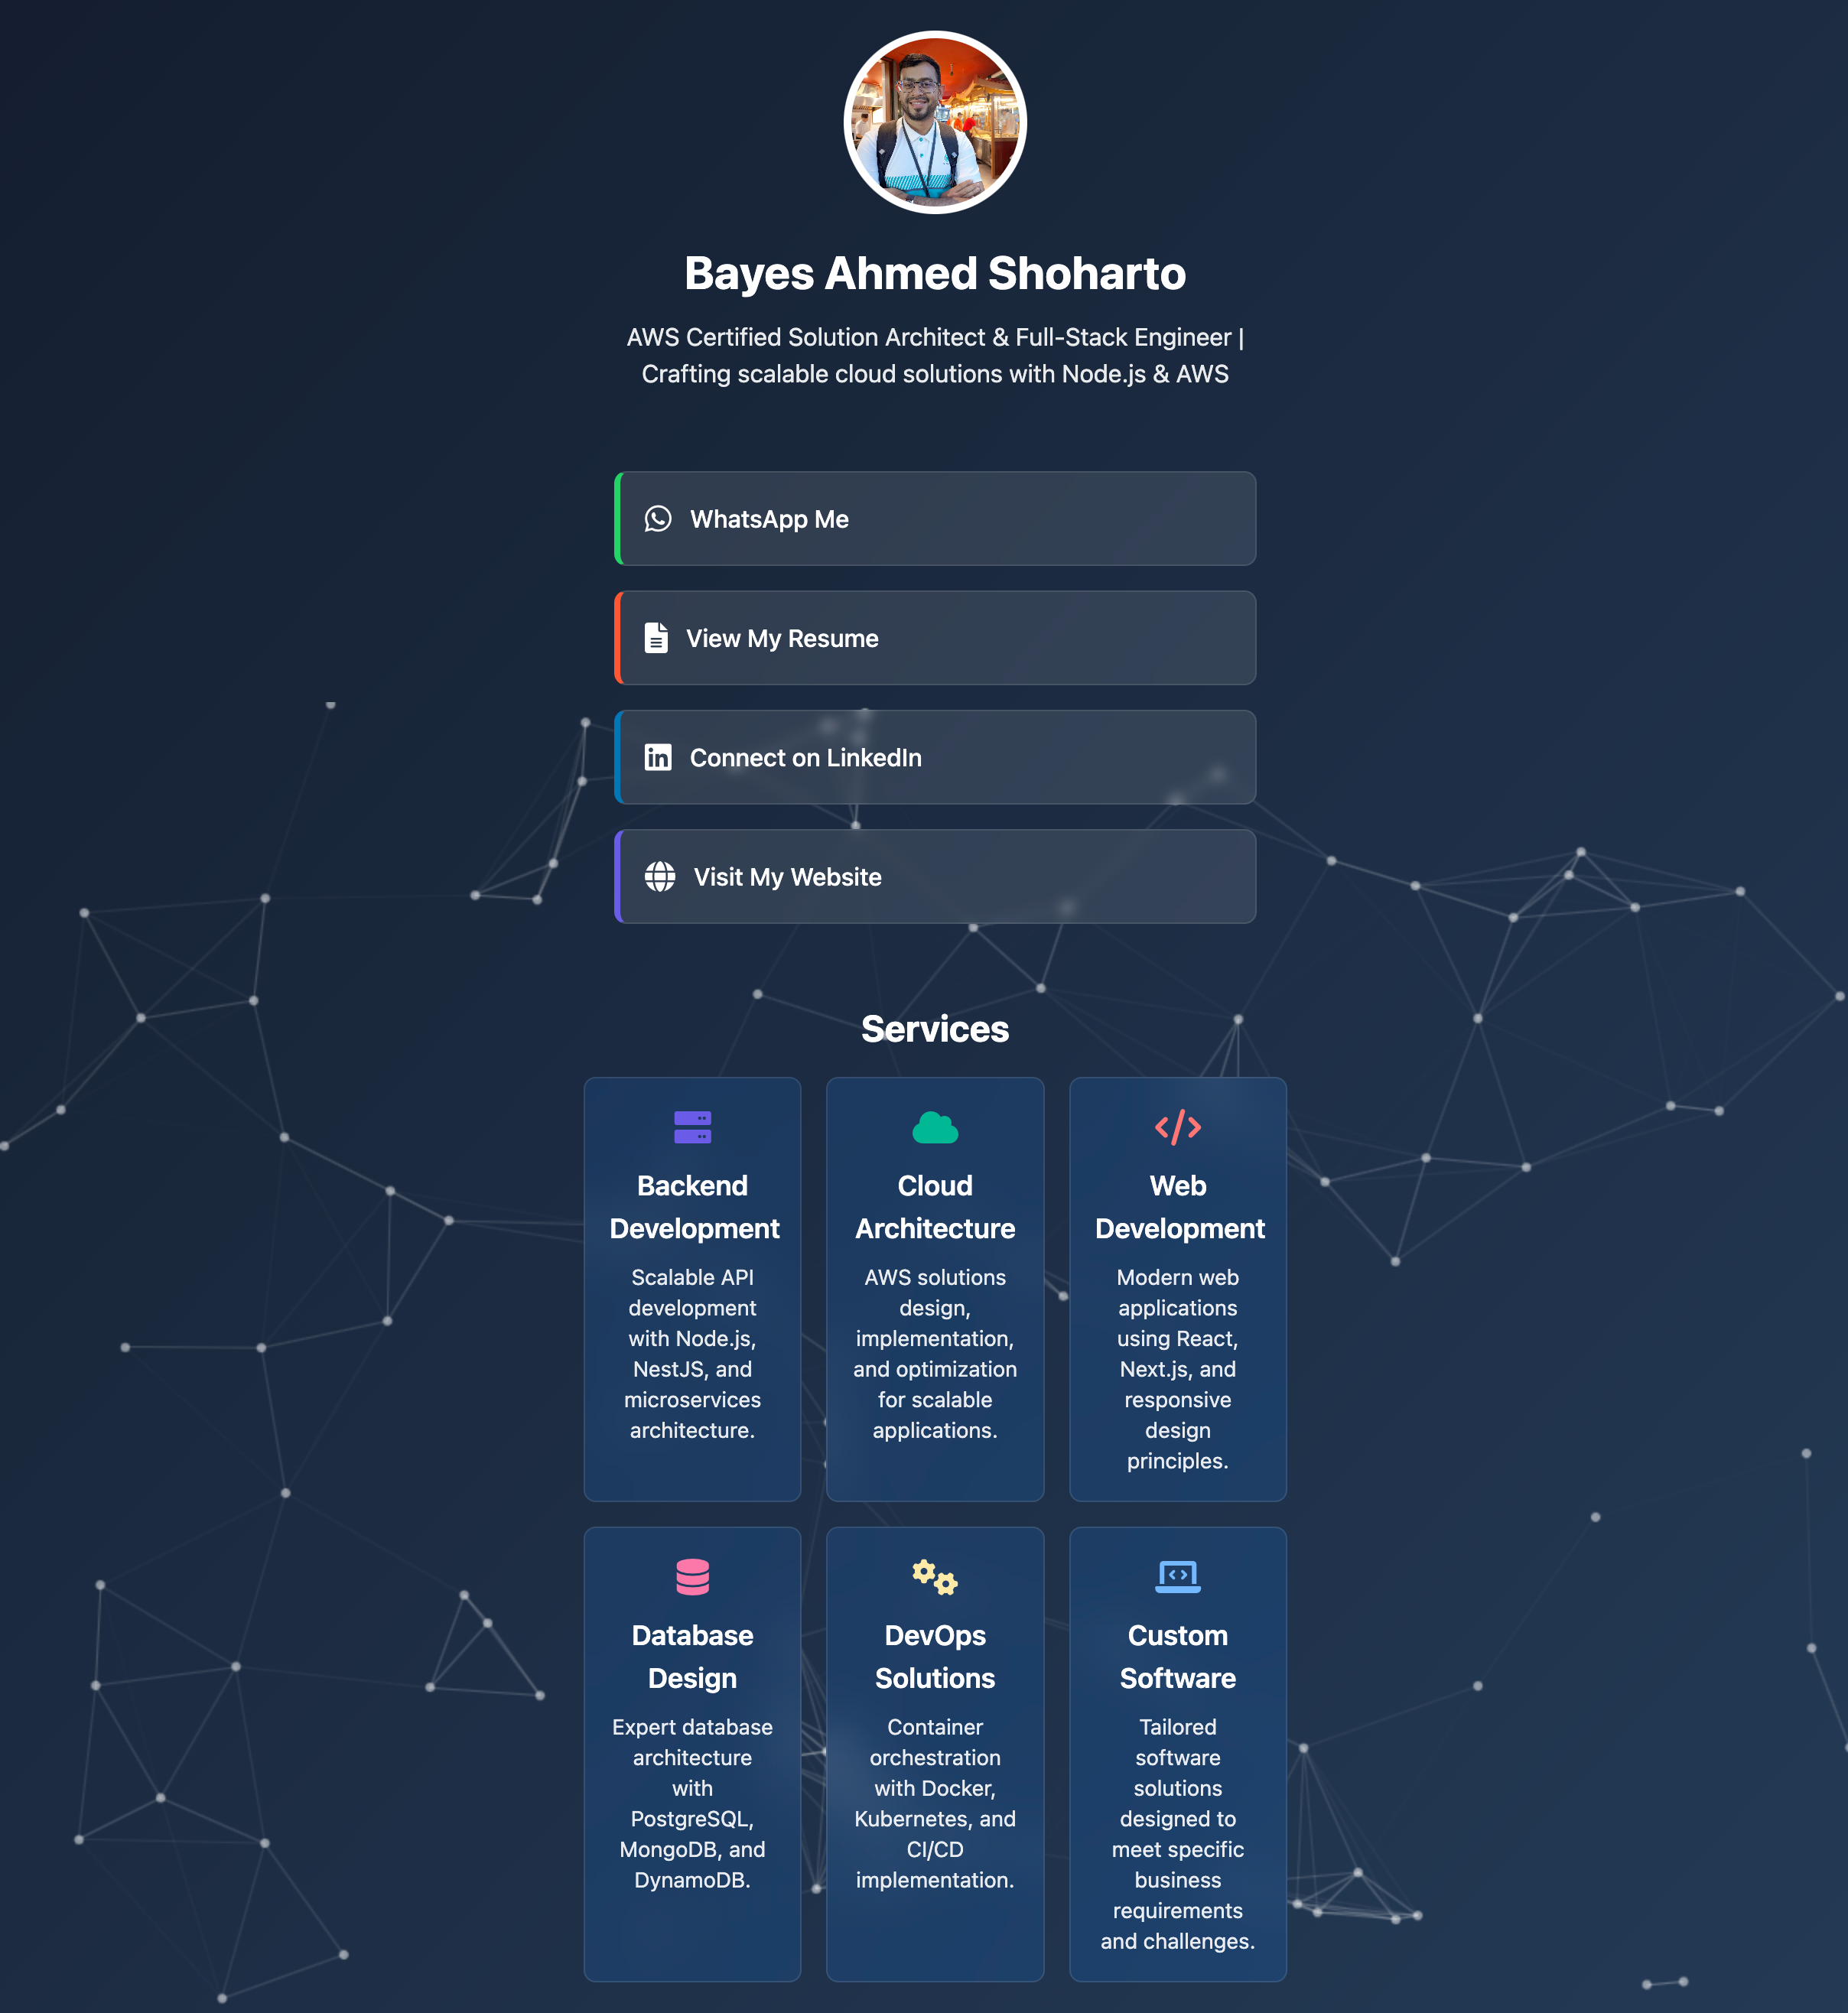 Bayes Ahmed Shoharto
AWS Certified Solution Architect & Full-Stack Engineer |
Crafting scalable cloud solutions with Node.js & AWS
WhatsApp Me
View My Resume
Connect on LinkedIn
Visit My Website
Services
Backend
Development
Scalable API
development
with Node.js,
NestJS, and
microservices
architecture.
Cloud
Architecture
AWS solutions
design,
implementation,
and optimization
for scalable
applications.
Web
Development
Modern web
applications
using React,
Next.js, and
responsive
design
principles.
Database
Design
Expert database
architecture
with
PostgreSQL,
MongoDB, and
DynamoDB.
DevOps
Solutions
Container
orchestration
with Docker,
Kubernetes, and
CI/CD
implementation.
Custom
Software
Tailored
software
solutions
designed to
meet specific
business
requirements
and challenges.